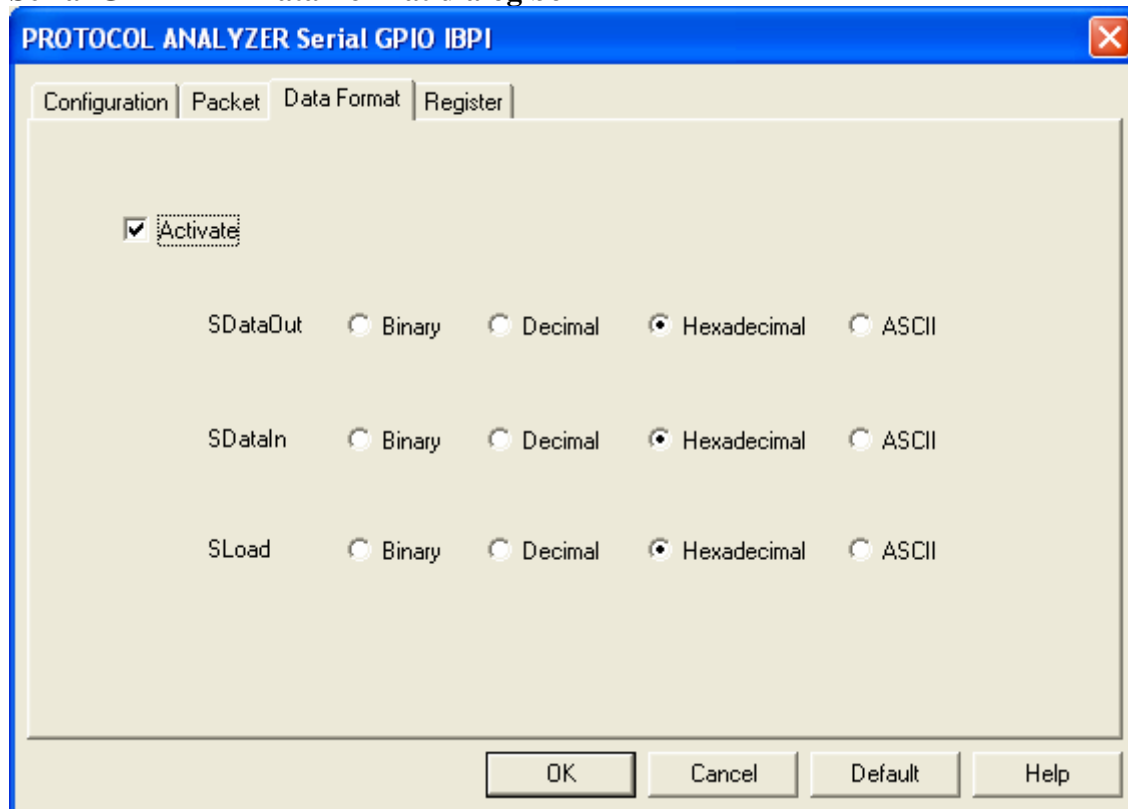 PROTOCOL ANALYZER Serial GPIO IBPI
Configuration Packet Data Format Register
Activate
SDataOut Binary Decimal Hexadecimal ASCII
SDataIn Binary Decimal Hexadecimal ASCII
SLoad Binary Decimal Hexadecimal ASCII
OK Cancel Default Help